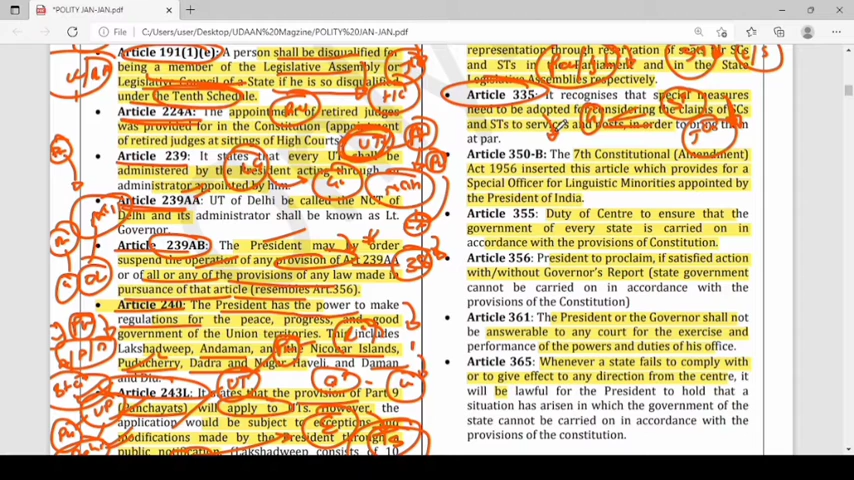 *POLITY JAN-JAN.pdf
File C:/Users/user/Desktop/UDAAN%20Magzine/POLITY%20JAN-JAN.pdf
Article 191(1)(e): A person shall be disqualified for
being a member of the Legislative Assembly or
Legislative Council of a State if he is so disqualified
under the Tenth Schedule.
Article 224A: The appointment of retired judges
was provided for in the Constitution (appointment
of retired judges at sittings of High Courts
Article 239: It states that every UT shall be
administered by the President acting through an
administrator appointed by him.
Article 239AA: UT of Delhi be called the NCT of
Delhi and its administrator shall be known as Lt.
Governor.
Article 239AB: The President may by order
suspend the operation of any provision of Art 239AA
or of all or any of the provisions of any law made in
pursuance of that article (resembles Art.356).
Article 240: The President has the power to make
regulations for the peace, progress, and good
government of the Union territories. This includes
Lakshadweep, Andaman, and the Nicobar Islands,
Puducherry, Dadra and Nagar Haveli, and Daman
and Diu.
Article 243L: It states that the provision of Part 9
(Panchayats) will apply to UTs. However, the
application would be subject to exceptions and
modifications made by the President through a
public notification. (Lakshadweep consists of 10
representation through reservation of seats for SCs
and STs in the Parliament and in the State
Legislative Assemblies respectively.
Article 335: It recognises that special measures
need to be adopted for considering the claims of SCs
and STs to services and posts, in order to bring them
at par.
Article 350-B: The 7th Constitutional (Amendment)
Act 1956 inserted this article which provides for a
Special Officer for Linguistic Minorities appointed by
the President of India.
Article 355: Duty of Centre to ensure that the
government of every state is carried on in
accordance with the provisions of Constitution.
Article 356: President to proclaim, if satisfied action
with/without Governor's Report (state government
cannot be carried on in accordance with the
provisions of the Constitution)
Article 361: The President or the Governor shall not
be answerable to any court for the exercise and
performance of the powers and duties of his office.
Article 365: Whenever a state fails to comply with
or to give effect to any direction from the centre, it
will be lawful for the President to hold that a
situation has arisen in which the government of the
state cannot be carried on in accordance with the
provisions of the constitution.